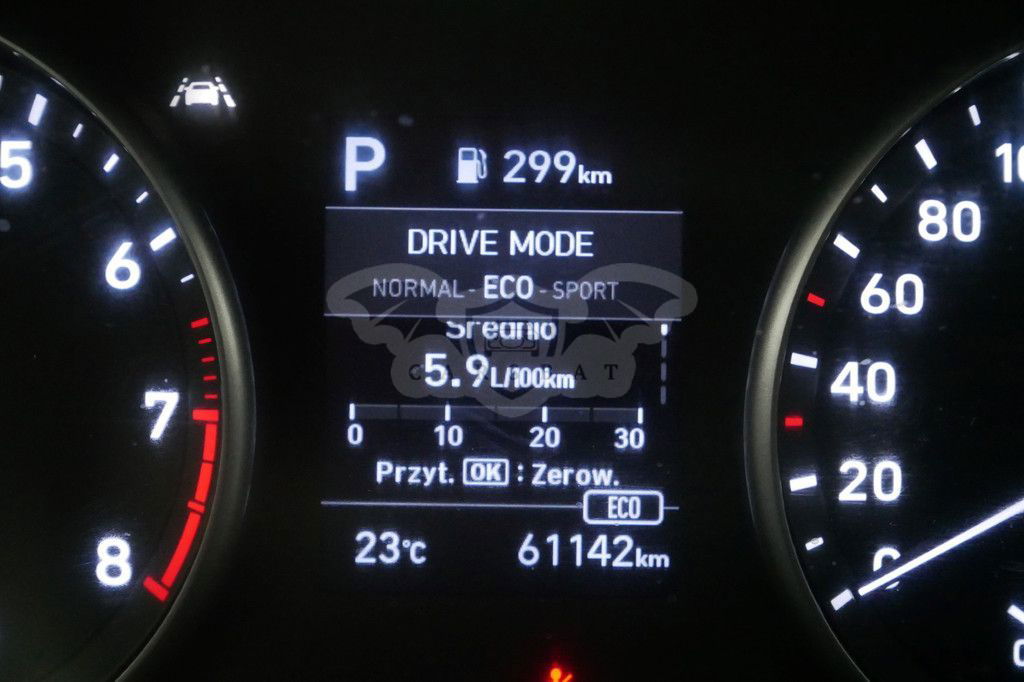 P 299km
DRIVE MODE
NORMAL - ECO - SPORT
Średnio
5.9L/100km
0 10 20 30
Przyt. OK : Zerow.
ECO
23°C 61142km
5
6
7
8
80
60
40
20
0